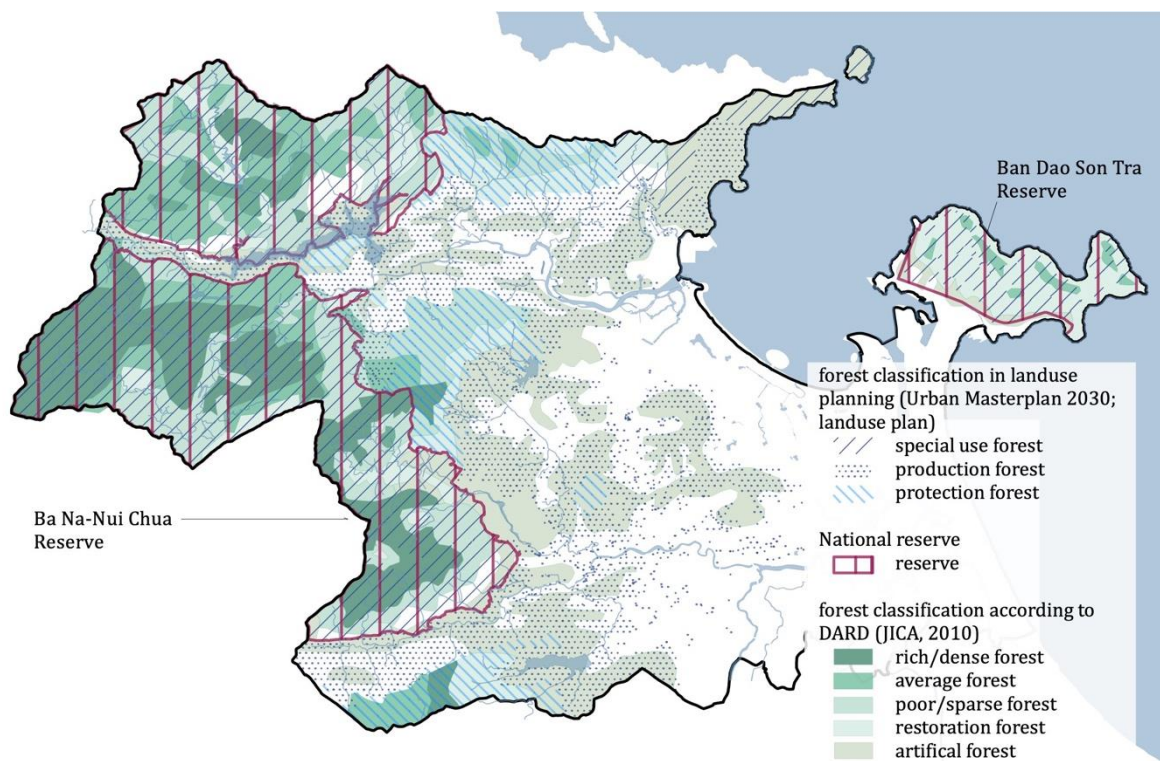 Ban Dao Son Tra
Reserve
Ba Na-Nui Chua
Reserve
forest classification in landuse
planning (Urban Masterplan 2030;
landuse plan)
special use forest
production forest
protection forest
National reserve
reserve
forest classification according to
DARD (JICA, 2010)
rich/dense forest
average forest
poor/sparse forest
restoration forest
artifical forest